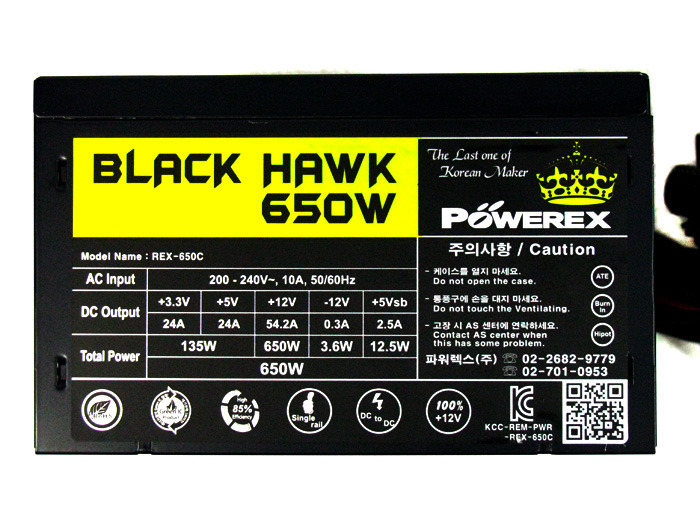 BLACK HAWK
650W
The Last one of
Korean Maker
POWEREX
Model Name : REX-650C
주의사항 / Caution
AC Input 200 - 240V~, 10A, 50/60Hz
DC Output +3.3V +5V +12V -12V +5Vsb
24A 24A 54.2A 0.3A 2.5A
Total Power 135W 650W 3.6W 12.5W
650W
- 케이스를 열지 마세요.
Do not open the case.
- 통풍구에 손을 대지 마세요.
Do not touch the Ventilating.
- 고장 시 AS 센터에 연락하세요.
Contact AS center when
this has some problem.
ATE
Burn
In
Hipot
파워렉스(주) ☏ 02-2682-9779
☏ 02-701-0953
RoHS
Green IC
Product
High
85%
Efficiency
Single
rail
DC to DC
100%
+12V
KCC-REM-PWR
-REX-650C